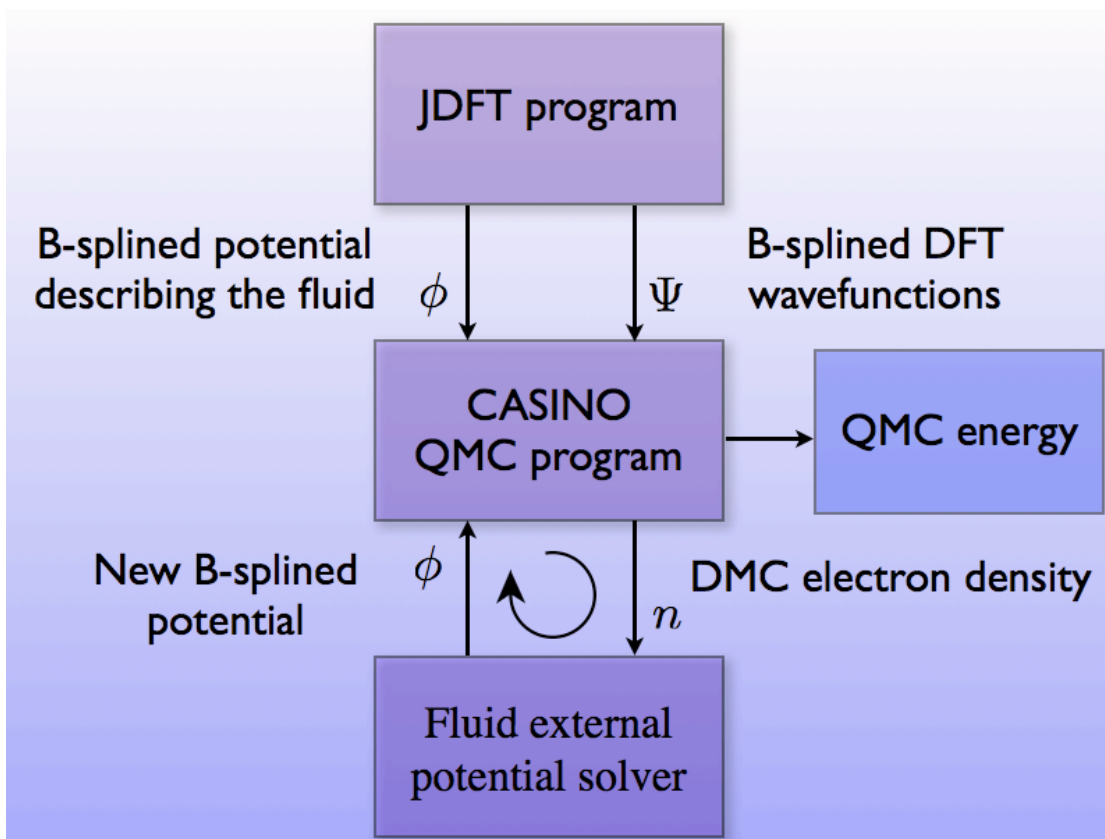 JDFT program
B-splined potential
describing the fluid
ϕ
Ψ
B-splined DFT
wavefunctions
CASINO
QMC program
QMC energy
New B-splined
potential
ϕ
n
DMC electron density
Fluid external
potential solver